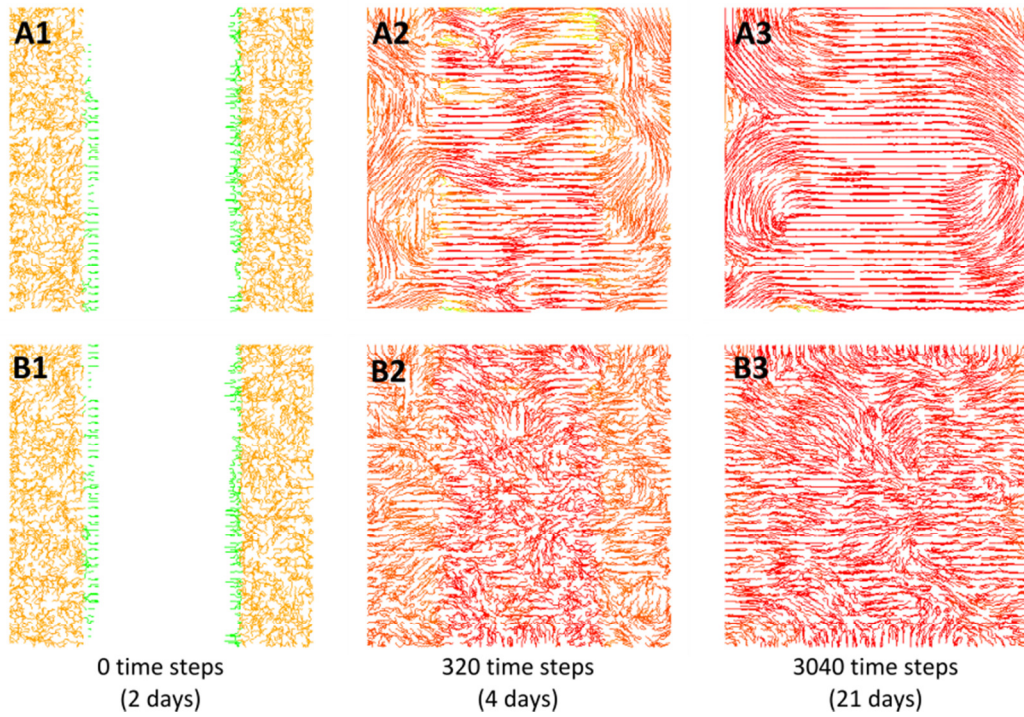 A1 A2 A3
B1 B2 B3
0 time steps 320 time steps 3040 time steps
(2 days) (4 days) (21 days)